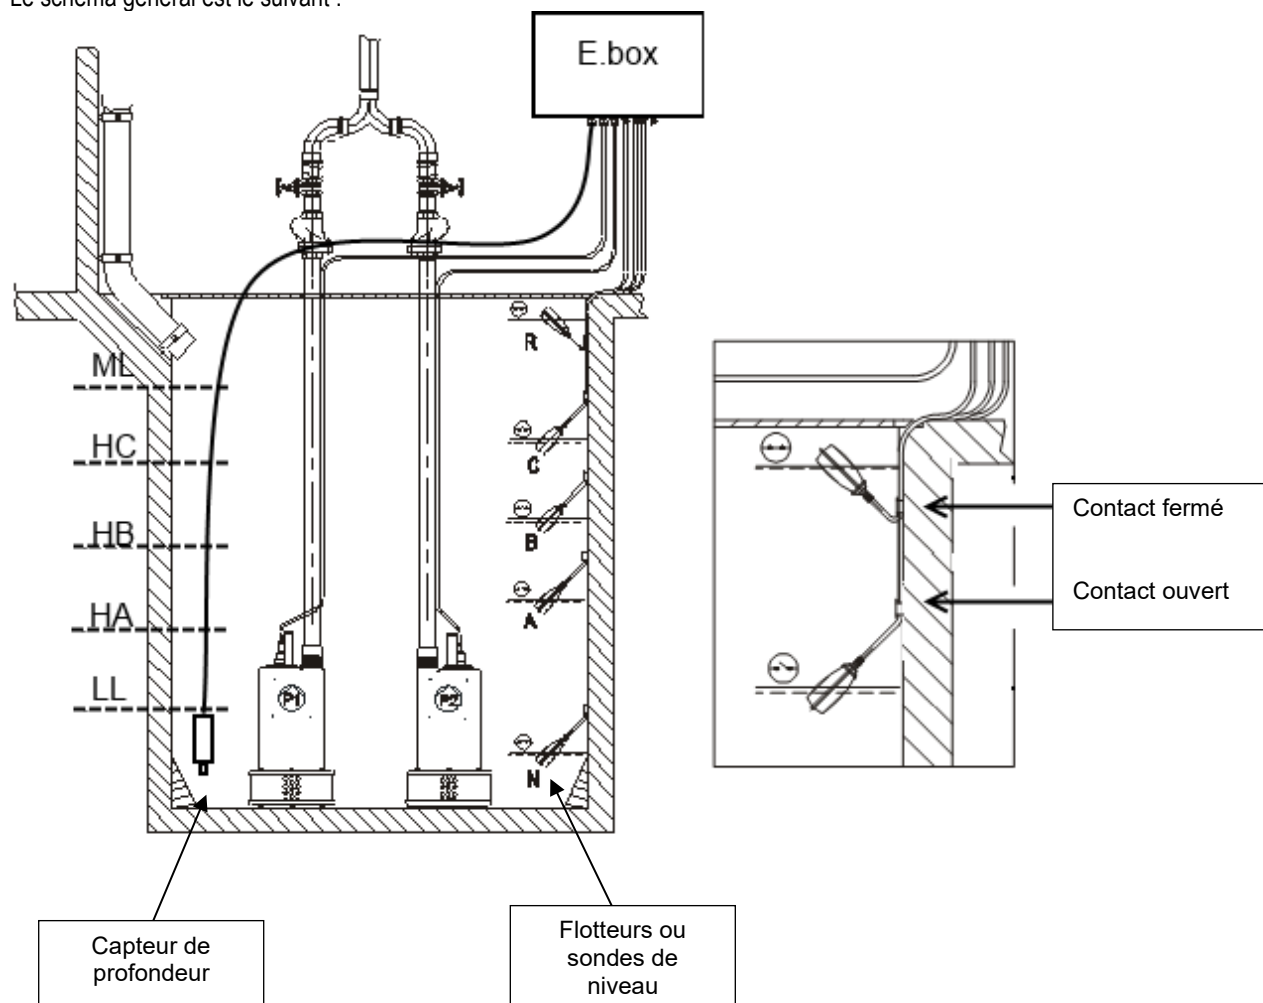 Le schéma général est le suivant :
E.box
ML
HC
HB
HA
LL
P1
P2
R
C
B
A
N
Contact fermé
Contact ouvert
Capteur de
profondeur
Flotteurs ou
sondes de
niveau